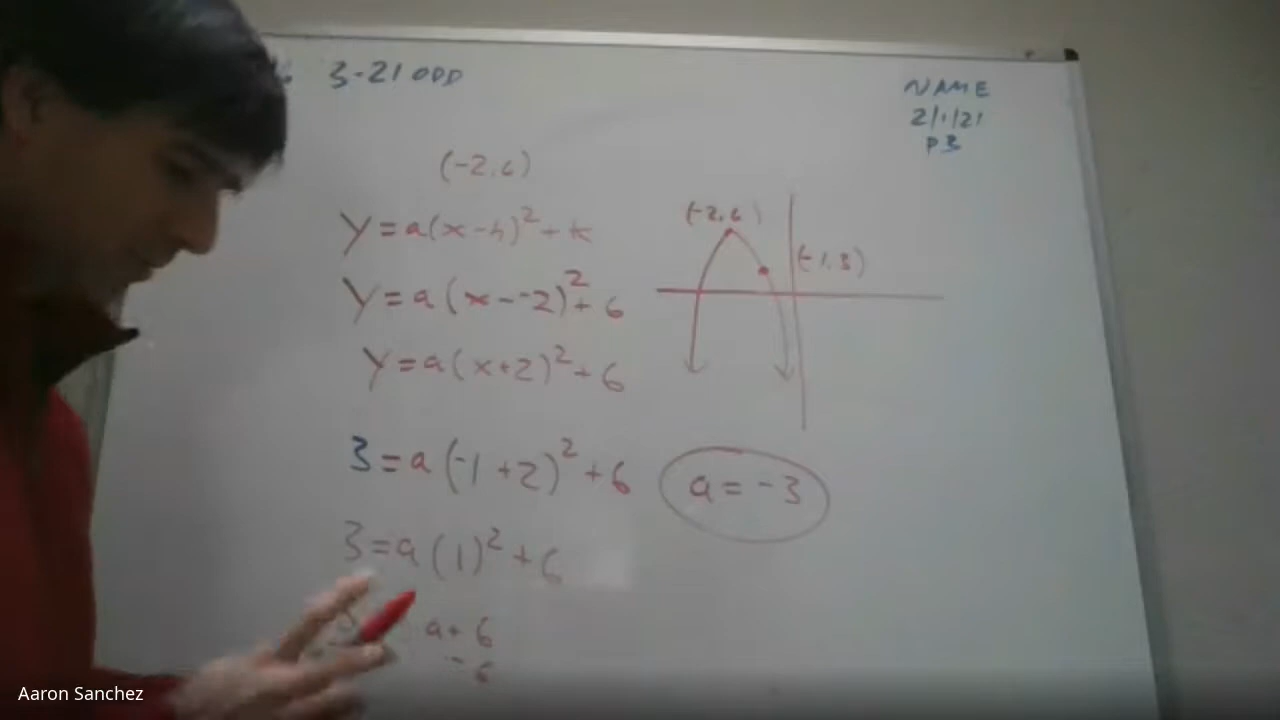 3-21 ODD
NAME
2/1/21
P3
(-2,6)
y=a(x-h)²+k
y=a(x--2)²+6
y=a(x+2)²+6
3=a(-1+2)²+6
3=a(1)²+6
a+6
-6
(-2,6)
(-1,3)
a=-3
Aaron Sanchez